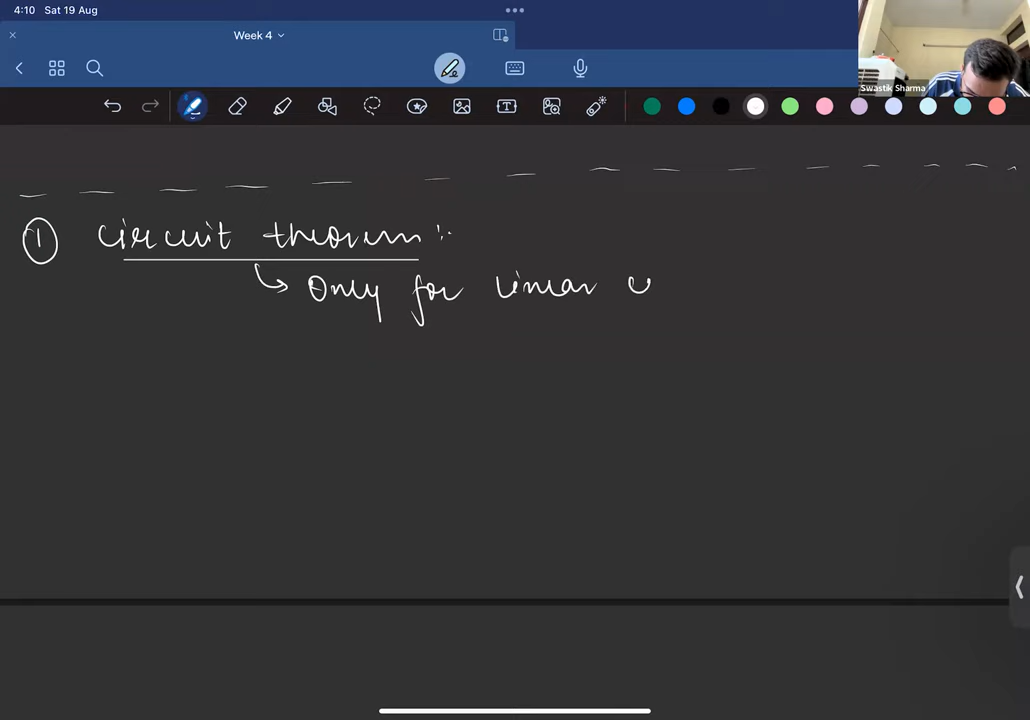 4:10 Sat 19 Aug
Week 4
Swastik Sharma
① Circuit theorem :-
↳ Only for linear c